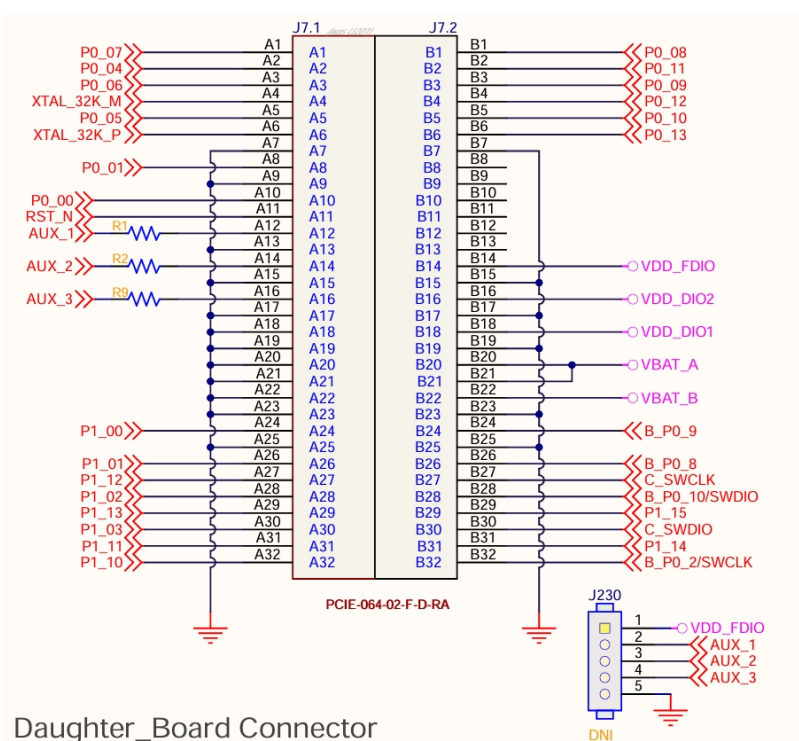 J7.1 J7.2
P0_07 A1 A1 B1 B1 P0_08
P0_04 A2 A2 B2 B2 P0_11
P0_06 A3 A3 B3 B3 P0_09
XTAL_32K_M A4 A4 B4 B4 P0_12
P0_05 A5 A5 B5 B5 P0_10
XTAL_32K_P A6 A6 B6 B6 P0_13
A7 A7 B7 B7
P0_01 A8 A8 B8 B8
A9 A9 B9 B9
P0_00 A10 A10 B10 B10
RST_N A11 A11 B11 B11
AUX_1 R1 A12 A12 B12 B12
A13 A13 B13 B13
AUX_2 R2 A14 A14 B14 B14 VDD_FDIO
A15 A15 B15 B15
AUX_3 R9 A16 A16 B16 B16 VDD_DIO2
A17 A17 B17 B17
A18 A18 B18 B18 VDD_DIO1
A19 A19 B19 B19
A20 A20 B20 B20 VBAT_A
A21 A21 B21 B21
A22 A22 B22 B22 VBAT_B
A23 A23 B23 B23
P1_00 A24 A24 B24 B24 B_P0_9
A25 A25 B25 B25
P1_01 A26 A26 B26 B26 B_P0_8
P1_12 A27 A27 B27 B27 C_SWCLK
P1_02 A28 A28 B28 B28 B_P0_10/SWDIO
P1_13 A29 A29 B29 B29 P1_15
P1_03 A30 A30 B30 B30 C_SWDIO
P1_11 A31 A31 B31 B31 P1_14
P1_10 A32 A32 B32 B32 B_P0_2/SWCLK
PCIE-064-02-F-D-RA
J230
1 VDD_FDIO
2 AUX_1
3 AUX_2
4 AUX_3
5
DNI
Daughter_Board Connector